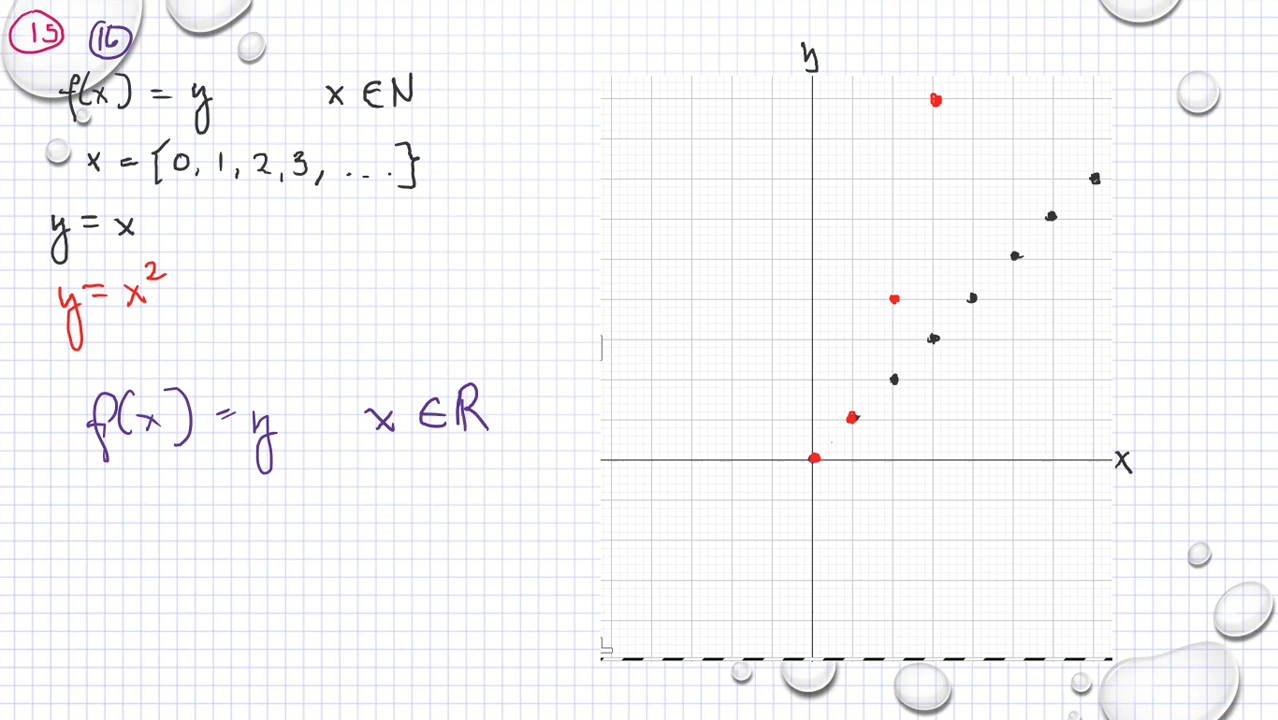 15 16
f(x) = y x ∈ N
x = {0, 1, 2, 3, ...}
y = x
y = x²
f(x) = y x ∈ R
y
x